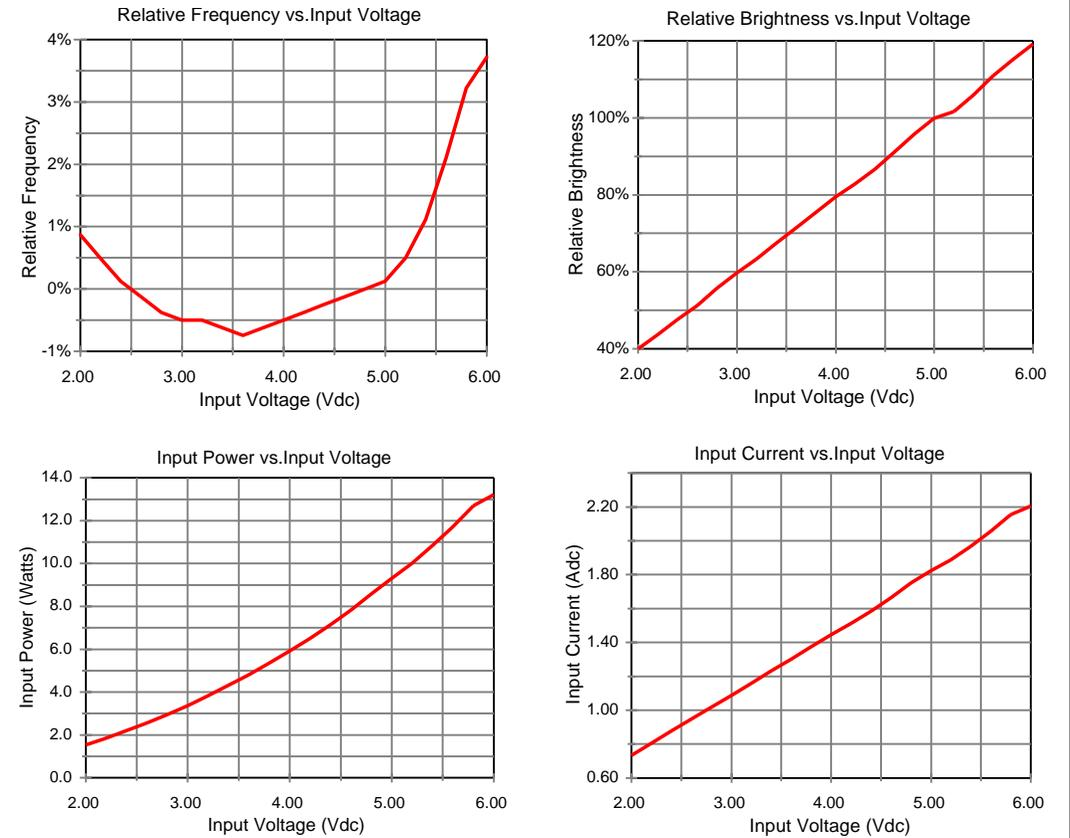 Relative Frequency vs.Input Voltage
4%
3%
2%
1%
0%
-1%
Relative Frequency
2.00 3.00 4.00 5.00 6.00
Input Voltage (Vdc)
Relative Brightness vs.Input Voltage
120%
100%
80%
60%
40%
Relative Brightness
2.00 3.00 4.00 5.00 6.00
Input Voltage (Vdc)
Input Power vs.Input Voltage
14.0
12.0
10.0
8.0
6.0
4.0
2.0
0.0
Input Power (Watts)
2.00 3.00 4.00 5.00 6.00
Input Voltage (Vdc)
Input Current vs.Input Voltage
2.20
1.80
1.40
1.00
0.60
Input Current (Adc)
2.00 3.00 4.00 5.00 6.00
Input Voltage (Vdc)